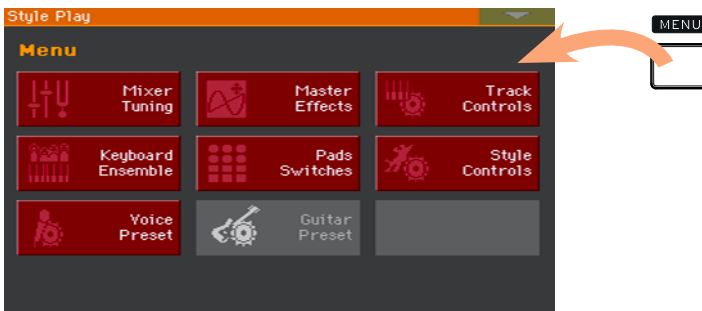 Style Play
MENU
Menu
Mixer
Tuning
Master
Effects
Track
Controls
Keyboard
Ensemble
Pads
Switches
Style
Controls
Voice
Preset
Guitar
Preset